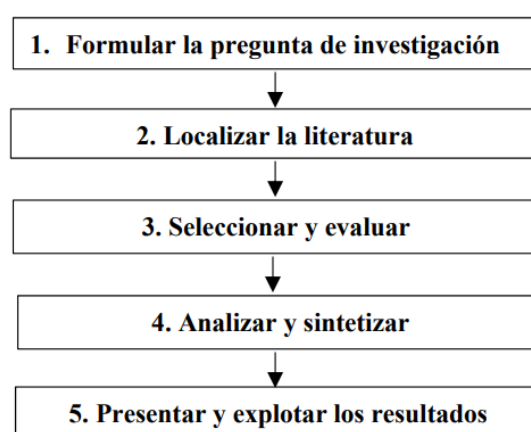 1. Formular la pregunta de investigación
2. Localizar la literatura
3. Seleccionar y evaluar
4. Analizar y sintetizar
5. Presentar y explotar los resultados